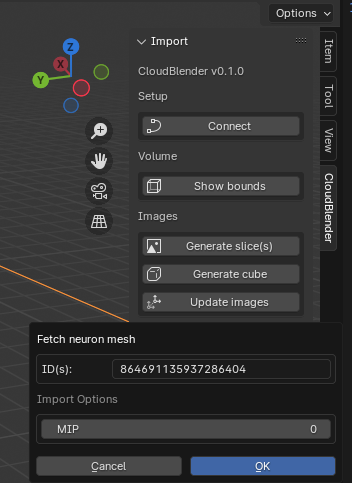 Options
Import
CloudBlender v0.1.0
Setup
Connect
Volume
Show bounds
Images
Generate slice(s)
Generate cube
Update images
Z
X
Y
Item
Tool
View
CloudBlender
Fetch neuron mesh
ID(s): 864691135937286404
Import Options
MIP 0
Cancel OK